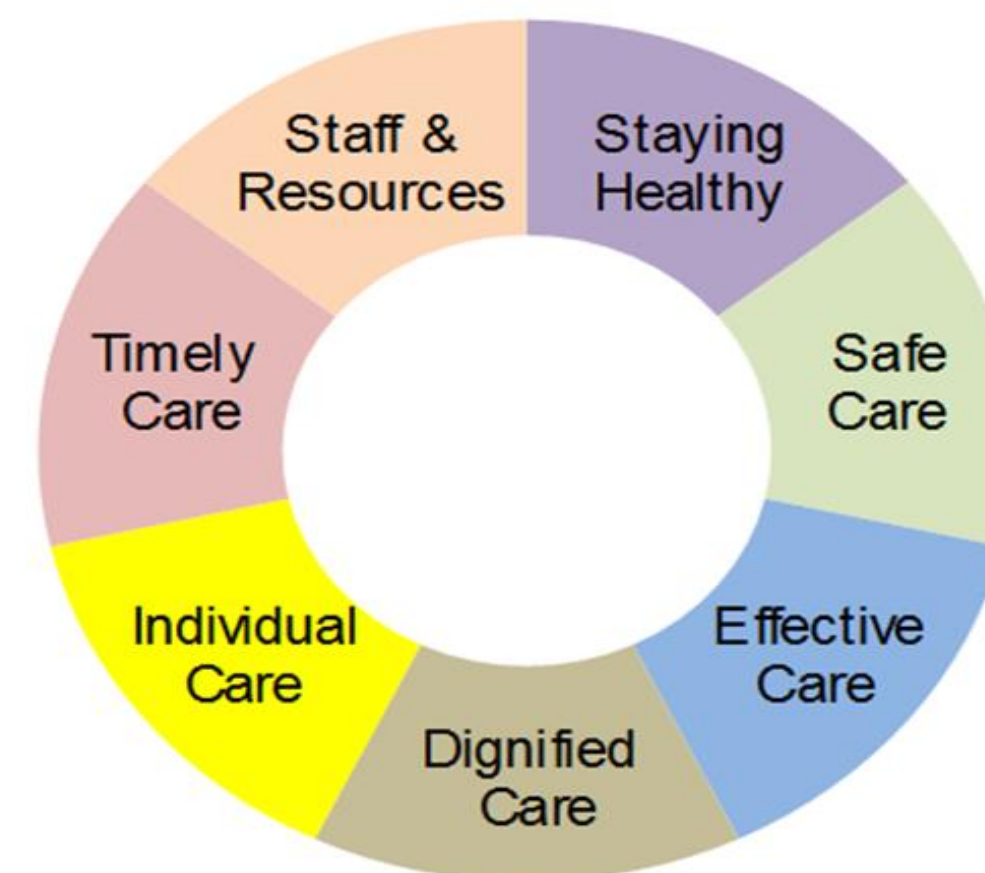 Staff &
Resources
Staying
Healthy
Timely
Care
Safe
Care
Individual
Care
Effective
Care
Dignified
Care